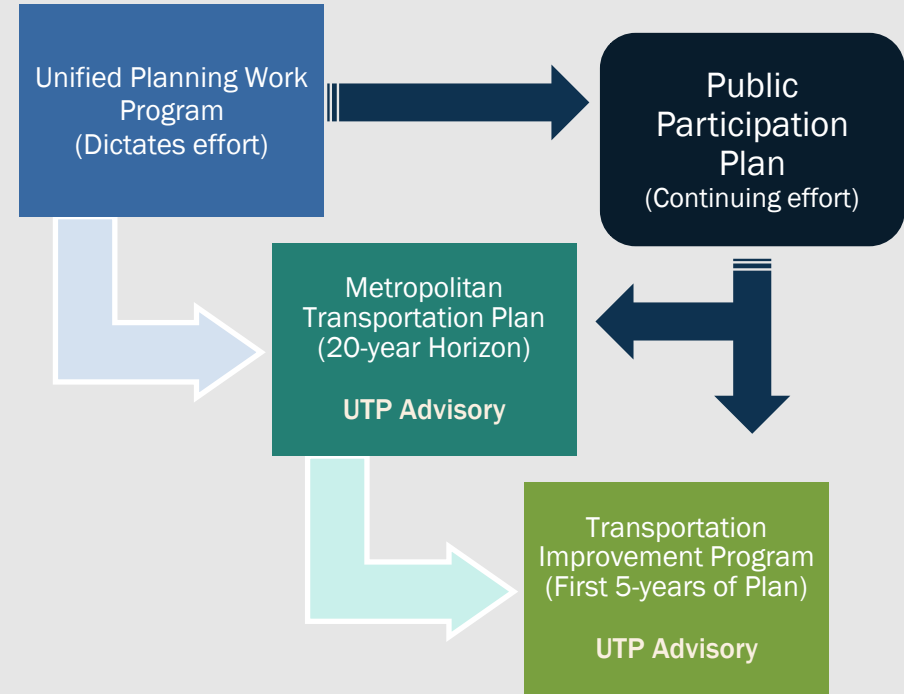 Unified Planning Work
Program
(Dictates effort)
Public
Participation
Plan
(Continuing effort)
Metropolitan
Transportation Plan
(20-year Horizon)
UTP Advisory
Transportation
Improvement Program
(First 5-years of Plan)
UTP Advisory